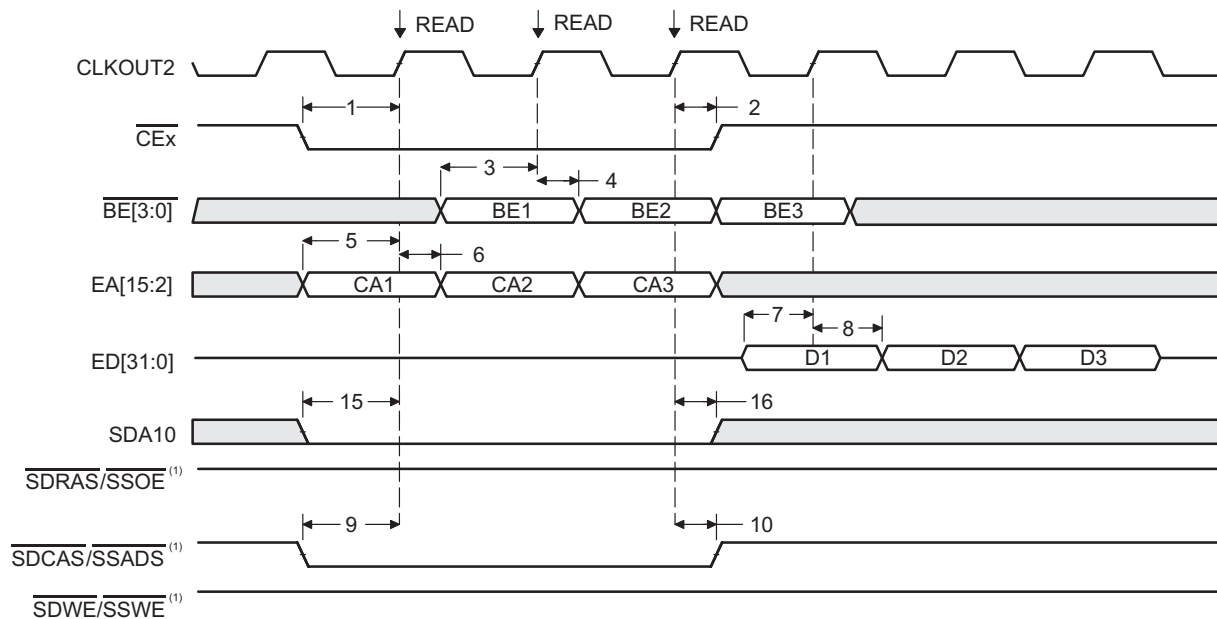 READ READ READ
CLKOUT2
1 2
CEx
3 4
BE[3:0] BE1 BE2 BE3
5 6
EA[15:2] CA1 CA2 CA3
7 8
ED[31:0] D1 D2 D3
15 16
SDA10
SDRAS/SSOE (1)
9 10
SDCAS/SSADS (1)
SDWE/SSWE (1)